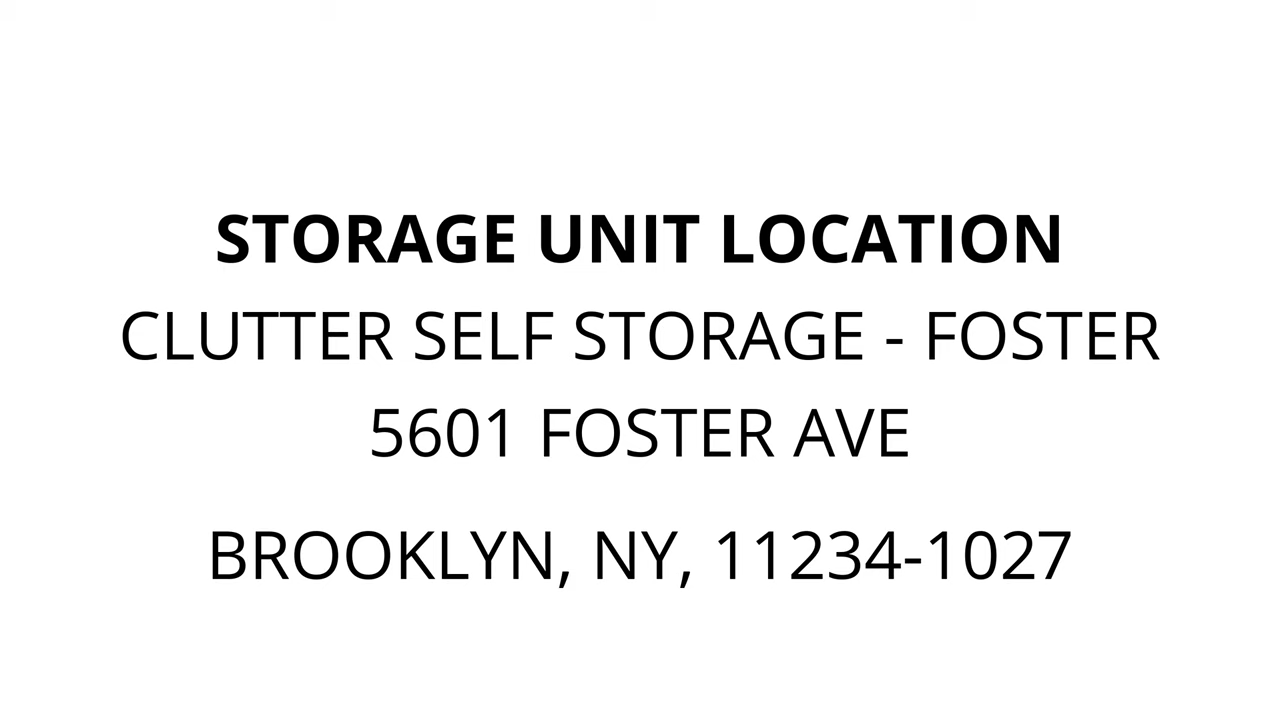 STORAGE UNIT LOCATION
CLUTTER SELF STORAGE - FOSTER
5601 FOSTER AVE
BROOKLYN, NY, 11234-1027